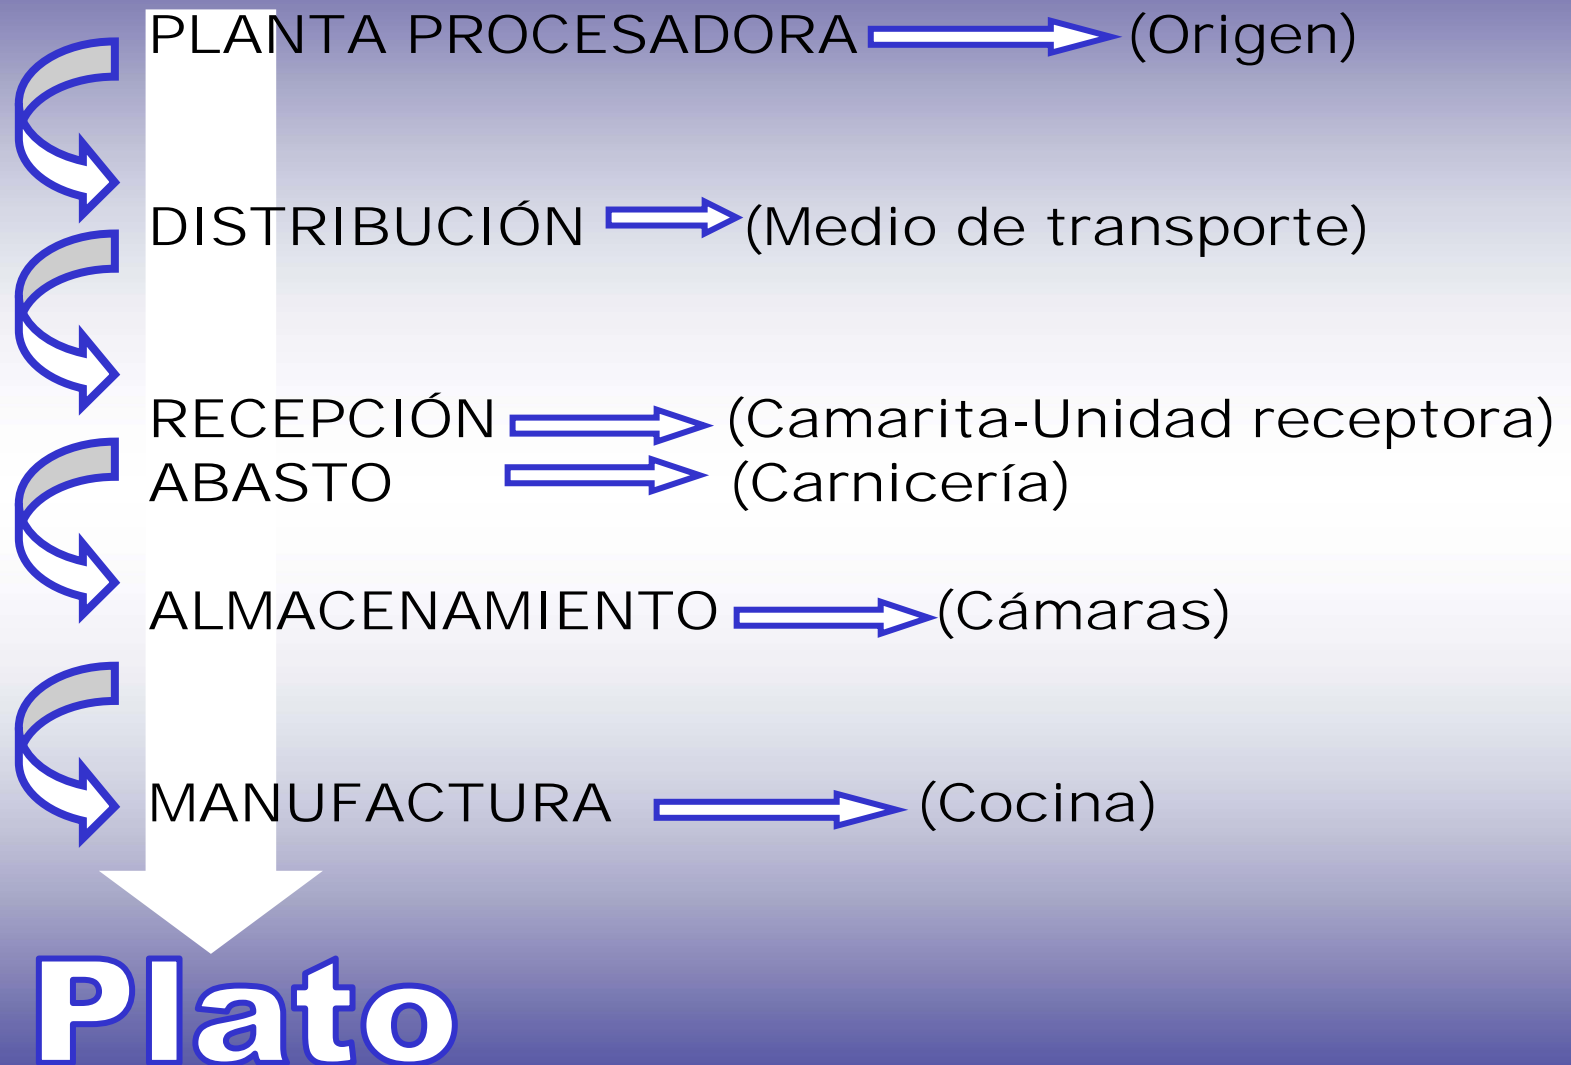 PLANTA PROCESADORA (Origen)
DISTRIBUCIÓN (Medio de transporte)
RECEPCIÓN (Camarita-Unidad receptora)
ABASTO (Carnicería)
ALMACENAMIENTO (Cámaras)
MANUFACTURA (Cocina)
Plato